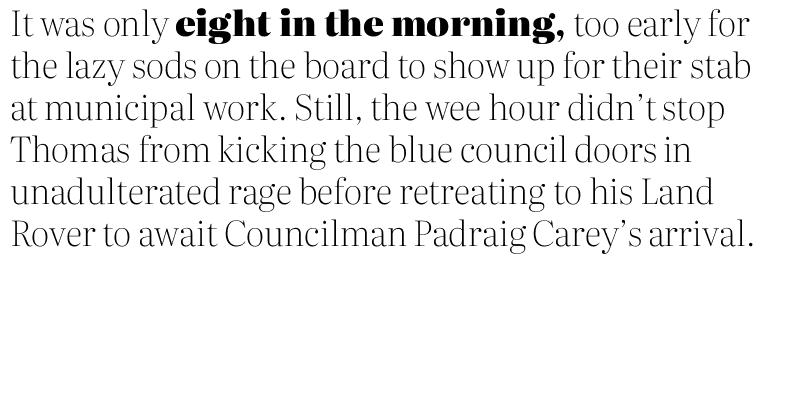 It was only eight in the morning, too early for
the lazy sods on the board to show up for their stab
at municipal work. Still, the wee hour didn’t stop
Thomas from kicking the blue council doors in
unadulterated rage before retreating to his Land
Rover to await Councilman Padraig Carey’s arrival.